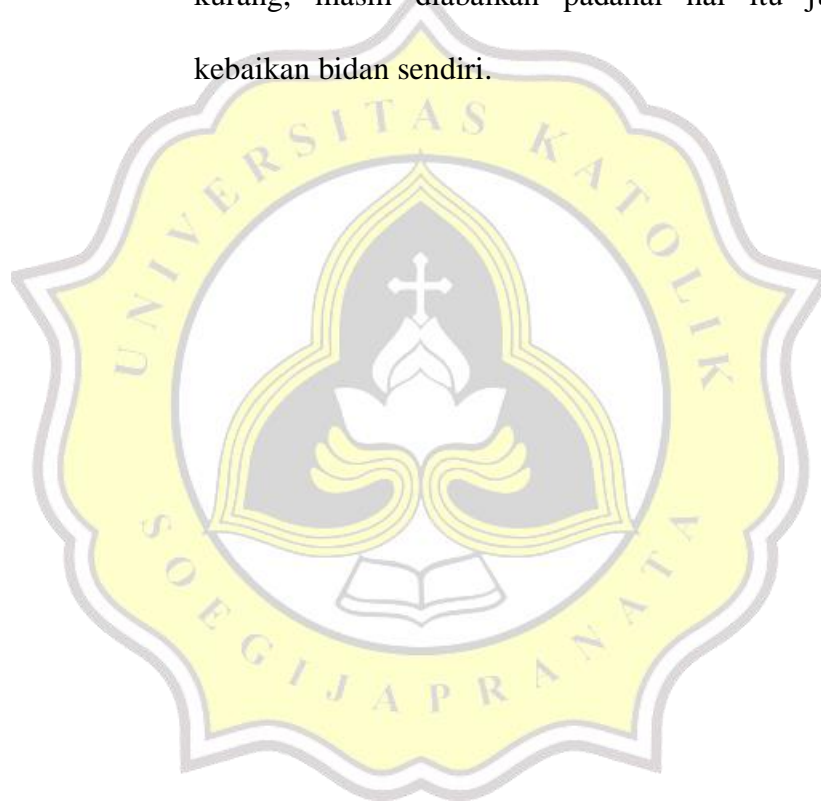 kurang, masih diabaikan padahal hal itu
kebaikan bidan sendiri.
UNIVERSITAS KATOLIK
SOEGIJAPRANATA